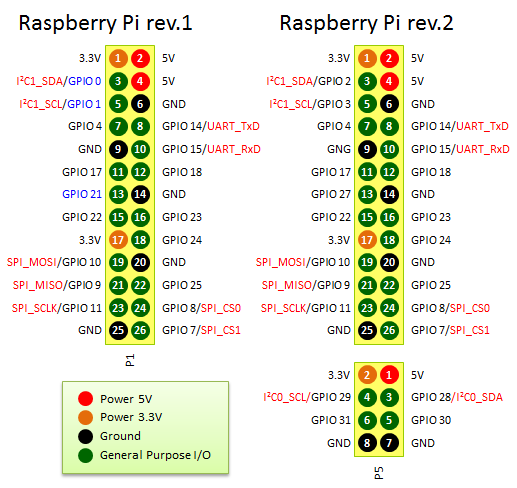 Raspberry Pi rev.1 Raspberry Pi rev.2
3.3V 1 2 5V 3.3V 1 2 5V
I²C1_SDA/GPIO 0 3 4 5V I²C1_SDA/GPIO 2 3 4 5V
I²C1_SCL/GPIO 1 5 6 GND I²C1_SCL/GPIO 3 5 6 GND
GPIO 4 7 8 GPIO 14/UART_TxD GPIO 4 7 8 GPIO 14/UART_TxD
GND 9 10 GPIO 15/UART_RxD GNG 9 10 GPIO 15/UART_RxD
GPIO 17 11 12 GPIO 18 GPIO 17 11 12 GPIO 18
GPIO 21 13 14 GND GPIO 27 13 14 GND
GPIO 22 15 16 GPIO 23 GPIO 22 15 16 GPIO 23
3.3V 17 18 GPIO 24 3.3V 17 18 GPIO 24
SPI_MOSI/GPIO 10 19 20 GND SPI_MOSI/GPIO 10 19 20 GND
SPI_MISO/GPIO 9 21 22 GPIO 25 SPI_MISO/GPIO 9 21 22 GPIO 25
SPI_SCLK/GPIO 11 23 24 GPIO 8/SPI_CS0 SPI_SCLK/GPIO 11 23 24 GPIO 8/SPI_CS0
GND 25 26 GPIO 7/SPI_CS1 GND 25 26 GPIO 7/SPI_CS1
P1
3.3V 2 1 5V
I²C0_SCL/GPIO 29 4 3 GPIO 28/I²C0_SDA
GPIO 31 6 5 GPIO 30
GND 8 7 GND
P5
Power 5V
Power 3.3V
Ground
General Purpose I/O